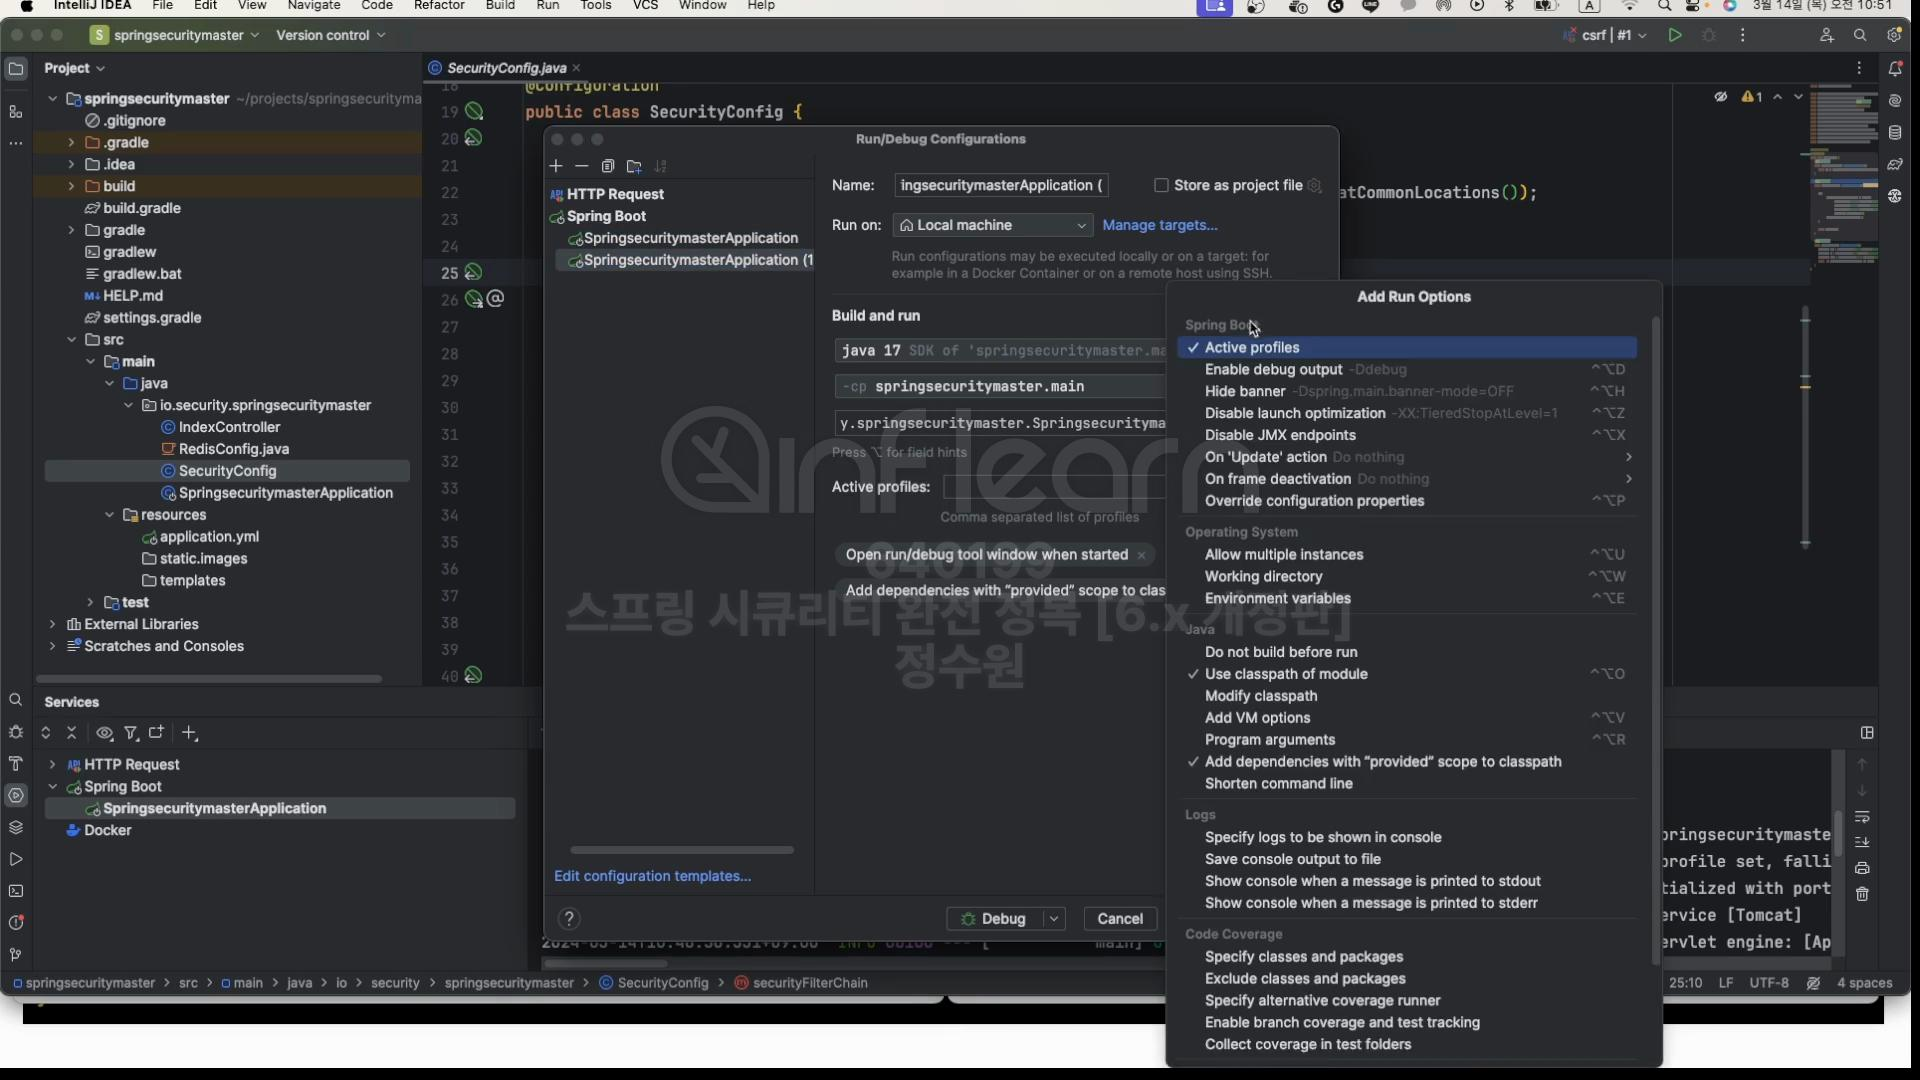 IntelliJ IDEA File Edit View Navigate Code Refactor Build Run Tools VCS Window Help
3월 14일 (목) 오전 10:51
springsecuritymaster Version control
csrf | #1
Project
springsecuritymaster ~/projects/springsecurityma
.gitignore
.gradle
.idea
build
build.gradle
gradle
gradlew
gradlew.bat
HELP.md
settings.gradle
src
main
java
io.security.springsecuritymaster
IndexController
RedisConfig.java
SecurityConfig
SpringsecuritymasterApplication
resources
application.yml
static.images
templates
test
External Libraries
Scratches and Consoles
SecurityConfig.java
18 @Configuration
19 public class SecurityConfig {
20
21
22 atCommonLocations());
23
24
25
26
27
28
29
30
31
32
33
34
35
36
37
38
39
40
1
Run/Debug Configurations
HTTP Request
Spring Boot
SpringsecuritymasterApplication
SpringsecuritymasterApplication (1
Edit configuration templates...
Name: ingsecuritymasterApplication (
Store as project file
Run on: Local machine Manage targets...
Run configurations may be executed locally or on a target: for
example in a Docker Container or on a remote host using SSH.
Build and run
java 17 SDK of 'springsecuritymaster.ma
-cp springsecuritymaster.main
y.springsecuritymaster.Springsecurityma
Press ⌥ for field hints
Active profiles:
Comma separated list of profiles
Open run/debug tool window when started
Add dependencies with “provided” scope to clas
? Debug Cancel
Add Run Options
Spring Boot
Active profiles
Enable debug output -Ddebug ⌃⌥D
Hide banner -Dspring.main.banner-mode=OFF ⌃⌥H
Disable launch optimization -XX:TieredStopAtLevel=1 ⌃⌥Z
Disable JMX endpoints ⌃⌥X
On 'Update' action Do nothing
On frame deactivation Do nothing
Override configuration properties ⌃⌥P
Operating System
Allow multiple instances ⌃⌥U
Working directory ⌃⌥W
Environment variables ⌃⌥E
Java
Do not build before run
Use classpath of module ⌃⌥O
Modify classpath
Add VM options ⌃⌥V
Program arguments ⌃⌥R
Add dependencies with “provided” scope to classpath
Shorten command line
Logs
Specify logs to be shown in console
Save console output to file
Show console when a message is printed to stdout
Show console when a message is printed to stderr
Code Coverage
Specify classes and packages
Exclude classes and packages
Specify alternative coverage runner
Enable branch coverage and test tracking
Collect coverage in test folders
inflearn
040199
스프링 시큐리티 완전 정복 [6.x 개정판]
정수원
Services
HTTP Request
Spring Boot
SpringsecuritymasterApplication
Docker
pringsecuritymaste
profile set, falli
tialized with port
ervice [Tomcat]
ervlet engine: [Ap
springsecuritymaster > src > main > java > io > security > springsecuritymaster > SecurityConfig > securityFilterChain
25:10 LF UTF-8 4 spaces